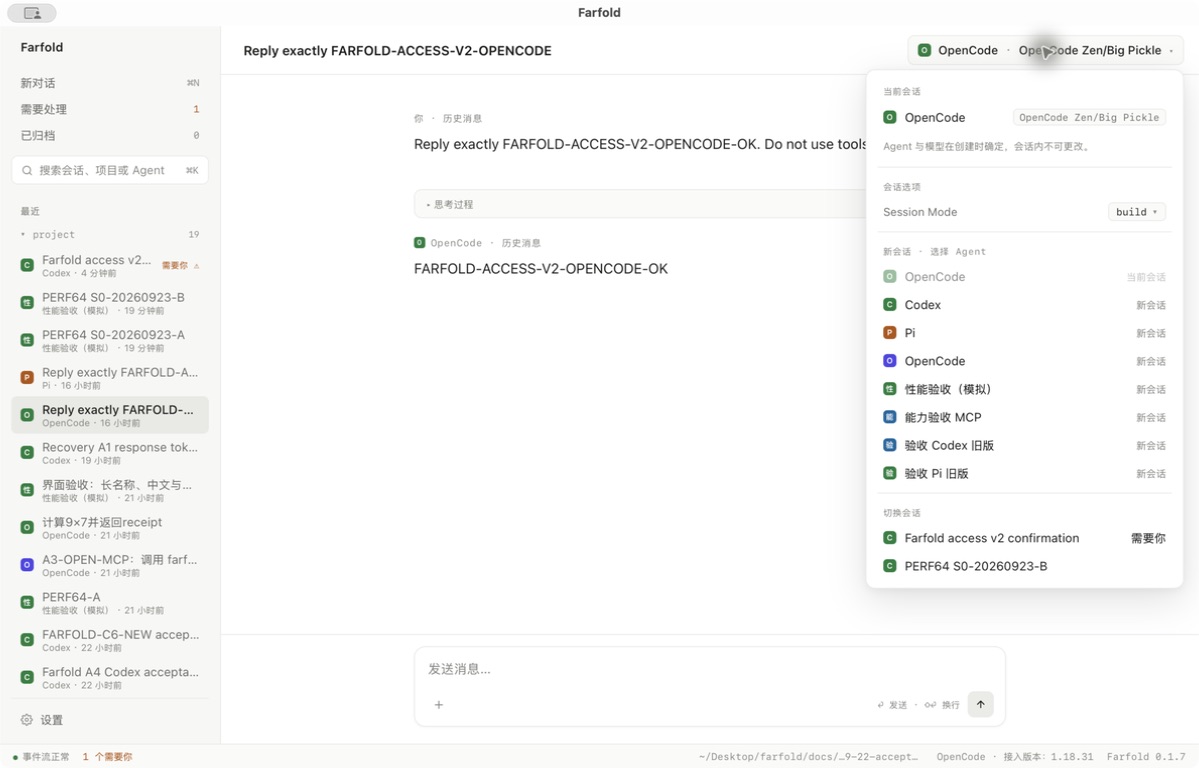 Farfold
Farfold
新对话 ⌘N
需要处理 1
已归档 0
搜索会话、项目或 Agent ⌘K
最近
project 19
C Farfold access v2... 需要你
Codex · 4 分钟前
性 PERF64 S0-20260923-B
性能验收（模拟） · 19 分钟前
性 PERF64 S0-20260923-A
性能验收（模拟） · 19 分钟前
P Reply exactly FARFOLD-A...
Pi · 16 小时前
O Reply exactly FARFOLD-...
OpenCode · 16 小时前
C Recovery A1 response tok...
Codex · 19 小时前
性 界面验收：长名称、中文与...
性能验收（模拟） · 21 小时前
O 计算9×7并返回receipt
OpenCode · 21 小时前
O A3-OPEN-MCP：调用 farf...
OpenCode · 21 小时前
性 PERF64-A
性能验收（模拟） · 21 小时前
C FARFOLD-C6-NEW accep...
Codex · 22 小时前
C Farfold A4 Codex accepta...
Codex · 22 小时前
设置
Reply exactly FARFOLD-ACCESS-V2-OPENCODE
O OpenCode · OpenCode Zen/Big Pickle
你 · 历史消息
Reply exactly FARFOLD-ACCESS-V2-OPENCODE-OK. Do not use tools
思考过程
O OpenCode · 历史消息
FARFOLD-ACCESS-V2-OPENCODE-OK
当前会话
O OpenCode OpenCode Zen/Big Pickle
Agent 与模型在创建时确定，会话内不可更改。
会话选项
Session Mode build
新会话 · 选择 Agent
O OpenCode 当前会话
C Codex 新会话
P Pi 新会话
O OpenCode 新会话
性 性能验收（模拟） 新会话
能 能力验收 MCP 新会话
验 验收 Codex 旧版 新会话
验 验收 Pi 旧版 新会话
切换会话
C Farfold access v2 confirmation 需要你
C PERF64 S0-20260923-B
发送消息...
+ ↵ 发送 · ⇧↵ 换行 ↑
事件流正常 1 个需要你 ~/Desktop/farfold/docs/…9-22-accept… OpenCode · 接入版本: 1.18.31 Farfold 0.1.7